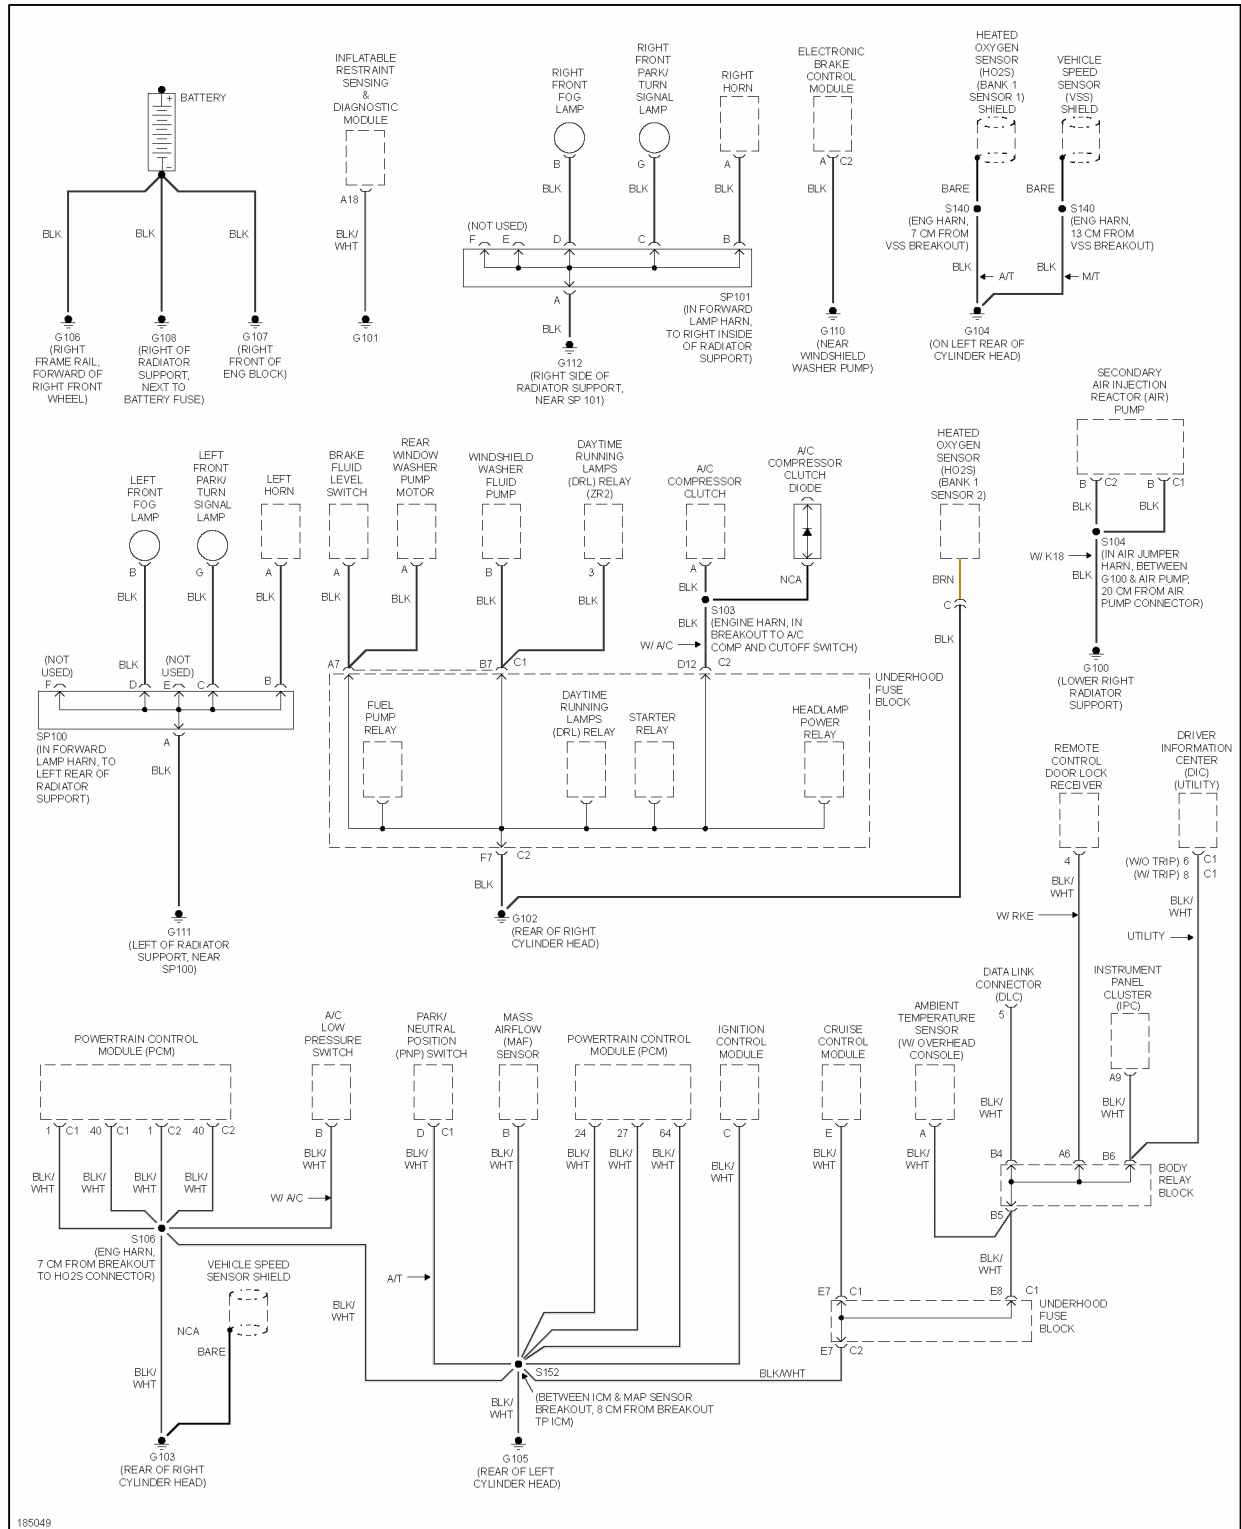 BATTERY
+
–
BLK
BLK
BLK
G106
(RIGHT
FRAME RAIL,
FORWARD OF
RIGHT FRONT
WHEEL)
G108
(RIGHT OF
RADIATOR
SUPPORT,
NEXT TO
BATTERY FUSE)
G107
(RIGHT
FRONT OF
ENG BLOCK)
INFLATABLE
RESTRAINT
SENSING
&
DIAGNOSTIC
MODULE
A18
BLK/
WHT
G101
RIGHT
FRONT
FOG
LAMP
B
BLK
RIGHT
FRONT
PARK/
TURN
SIGNAL
LAMP
G
BLK
RIGHT
HORN
A
BLK
(NOT USED)
F
E
D
C
B
A
BLK
SP101
(IN FORWARD
LAMP HARN,
TO RIGHT INSIDE
OF RADIATOR
SUPPORT)
G112
(RIGHT SIDE OF
RADIATOR SUPPORT,
NEAR SP 101)
ELECTRONIC
BRAKE
CONTROL
MODULE
A
C2
BLK
G110
(NEAR
WINDSHIELD
WASHER PUMP)
HEATED
OXYGEN
SENSOR
(HO2S)
(BANK 1
SENSOR 1)
SHIELD
BARE
S140
(ENG HARN,
7 CM FROM
VSS BREAKOUT)
BLK
A/T
VEHICLE
SPEED
SENSOR
(VSS)
SHIELD
BARE
S140
(ENG HARN,
13 CM FROM
VSS BREAKOUT)
BLK
M/T
G104
(ON LEFT REAR OF
CYLINDER HEAD)
SECONDARY
AIR INJECTION
REACTOR (AIR)
PUMP
B
C2
B
C1
BLK
BLK
S104
(IN AIR JUMPER
HARN, BETWEEN
G100 & AIR PUMP,
20 CM FROM AIR
PUMP CONNECTOR)
W/ K18
BLK
G100
(LOWER RIGHT
RADIATOR
SUPPORT)
LEFT
FRONT
FOG
LAMP
B
BLK
LEFT
FRONT
PARK/
TURN
SIGNAL
LAMP
G
BLK
LEFT
HORN
A
BLK
(NOT
USED)
F
BLK
D
(NOT
USED)
E
C
B
A
BLK
SP100
(IN FORWARD
LAMP HARN, TO
LEFT REAR OF
RADIATOR
SUPPORT)
G111
(LEFT OF RADIATOR
SUPPORT, NEAR
SP100)
BRAKE
FLUID
LEVEL
SWITCH
A
BLK
REAR
WINDOW
WASHER
PUMP
MOTOR
A
BLK
WINDSHIELD
WASHER
FLUID
PUMP
B
BLK
DAYTIME
RUNNING
LAMPS
(DRL) RELAY
(ZR2)
3
BLK
A/C
COMPRESSOR
CLUTCH
A
BLK
A/C
COMPRESSOR
CLUTCH
DIODE
NCA
S103
(ENGINE HARN, IN
BREAKOUT TO A/C
COMP AND CUTOFF SWITCH)
BLK
W/ A/C
HEATED
OXYGEN
SENSOR
(HO2S)
(BANK 1
SENSOR 2)
BRN
C
BLK
A7
B7
C1
D12
C2
UNDERHOOD
FUSE
BLOCK
FUEL
PUMP
RELAY
DAYTIME
RUNNING
LAMPS
(DRL) RELAY
STARTER
RELAY
HEADLAMP
POWER
RELAY
F7
C2
BLK
G102
(REAR OF RIGHT
CYLINDER HEAD)
REMOTE
CONTROL
DOOR LOCK
RECEIVER
4
BLK/
WHT
W/ RKE
DRIVER
INFORMATION
CENTER
(DIC)
(UTILITY)
(W/O TRIP) 6 C1
(W/ TRIP) 8 C1
BLK/
WHT
UTILITY
DATA LINK
CONNECTOR
(DLC)
5
BLK/
WHT
INSTRUMENT
PANEL
CLUSTER
(IPC)
A9
BLK/
WHT
B4
A6
B6
BODY
RELAY
BLOCK
B5
BLK/
WHT
POWERTRAIN CONTROL
MODULE (PCM)
1
C1
40
C1
1
C2
40
C2
BLK/
WHT
BLK/
WHT
BLK/
WHT
BLK/
WHT
A/C
LOW
PRESSURE
SWITCH
B
BLK/
WHT
W/ A/C
S106
(ENG HARN,
7 CM FROM BREAKOUT
TO HO2S CONNECTOR)
VEHICLE SPEED
SENSOR SHIELD
NCA
BARE
BLK/
WHT
G103
(REAR OF RIGHT
CYLINDER HEAD)
BLK/
WHT
PARK/
NEUTRAL
POSITION
(PNP) SWITCH
D
C1
BLK/
WHT
A/T
MASS
AIRFLOW
(MAF)
SENSOR
B
BLK/
WHT
POWERTRAIN CONTROL
MODULE (PCM)
24
27
64
BLK/
WHT
BLK/
WHT
BLK/
WHT
IGNITION
CONTROL
MODULE
C
BLK/
WHT
CRUISE
CONTROL
MODULE
E
BLK/
WHT
AMBIENT
TEMPERATURE
SENSOR
(W/ OVERHEAD
CONSOLE)
A
BLK/
WHT
E7
C1
E8
C1
UNDERHOOD
FUSE
BLOCK
E7
C2
BLK/WHT
S152
(BETWEEN ICM & MAP SENSOR
BREAKOUT, 8 CM FROM BREAKOUT
TP ICM)
BLK/
WHT
G105
(REAR OF LEFT
CYLINDER HEAD)
185049